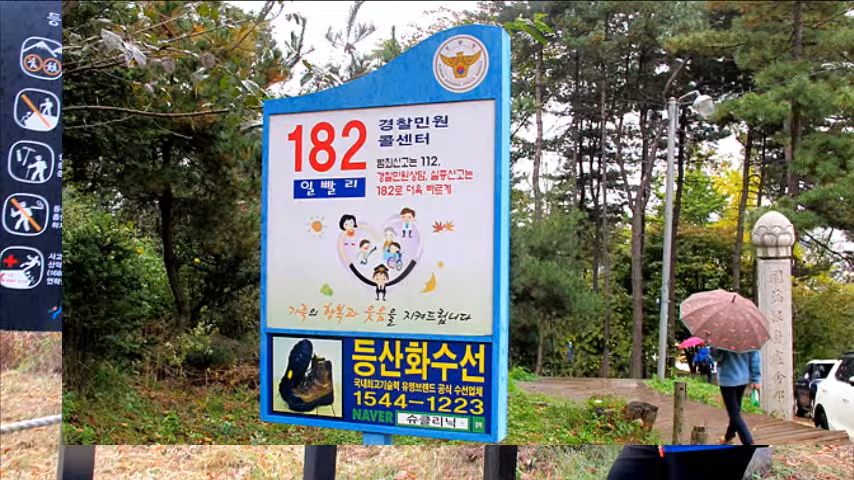 182
경찰민원
콜센터
일 빨 리
범죄신고는 112,
경찰민원상담, 실종신고는
182로 더욱 빠르게
가족의 행복과 웃음을 지켜드립니다
등산화수선
국내최고기술력 유명브랜드 공식 수선업체
1544-1223
NAVER 슈클리닉